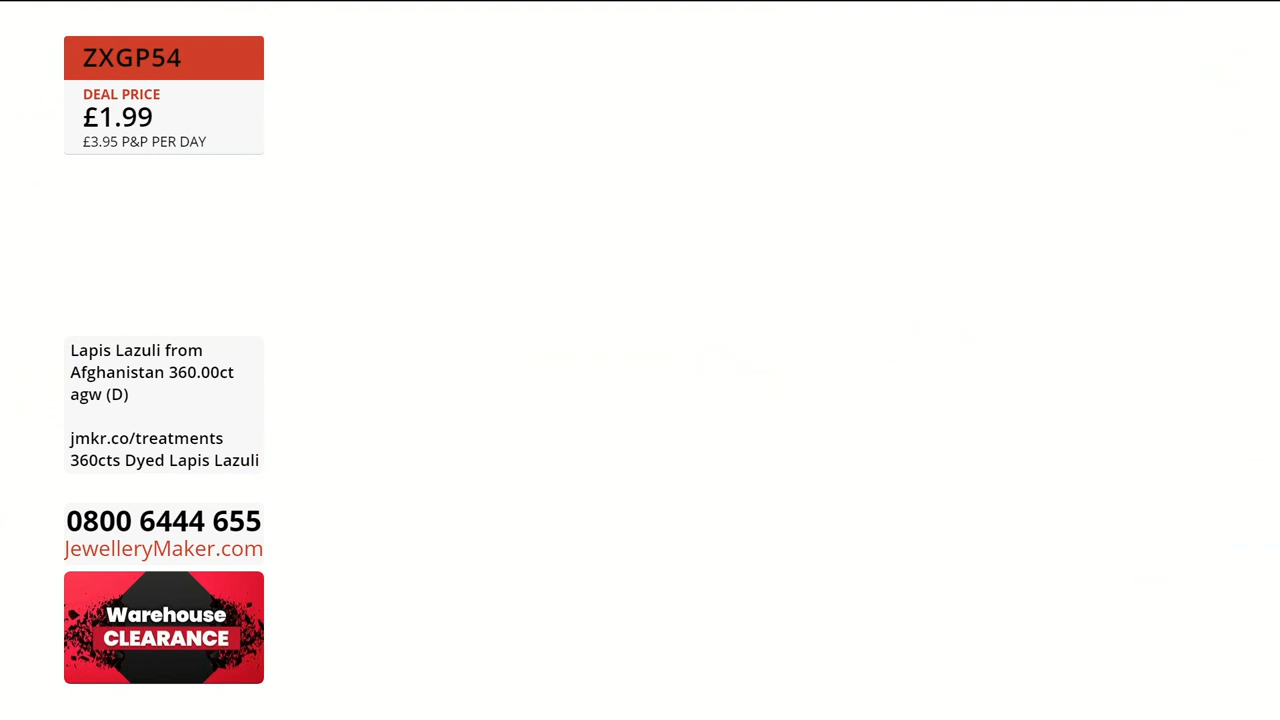 ZXGP54
DEAL PRICE
£1.99
£3.95 P&P PER DAY
Lapis Lazuli from
Afghanistan 360.00ct
agw (D)
jmkr.co/treatments
360cts Dyed Lapis Lazuli
0800 6444 655
JewelleryMaker.com
Warehouse
CLEARANCE